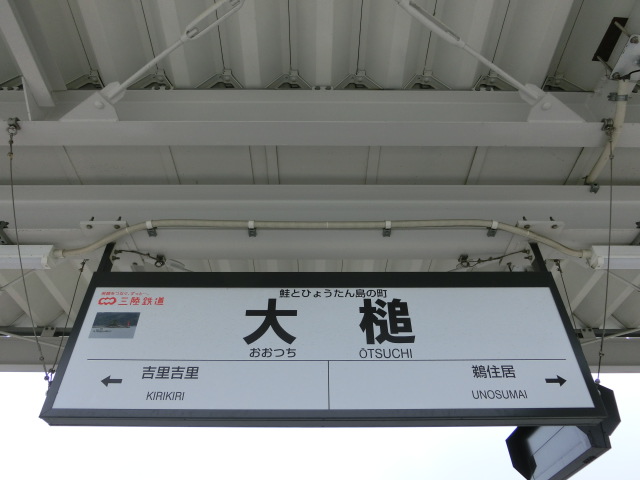 鮭とひょうたん島の町
三陸鉄道
大槌
おおつち ŌTSUCHI
吉里吉里 鵜住居
KIRIKIRI UNOSUMAI